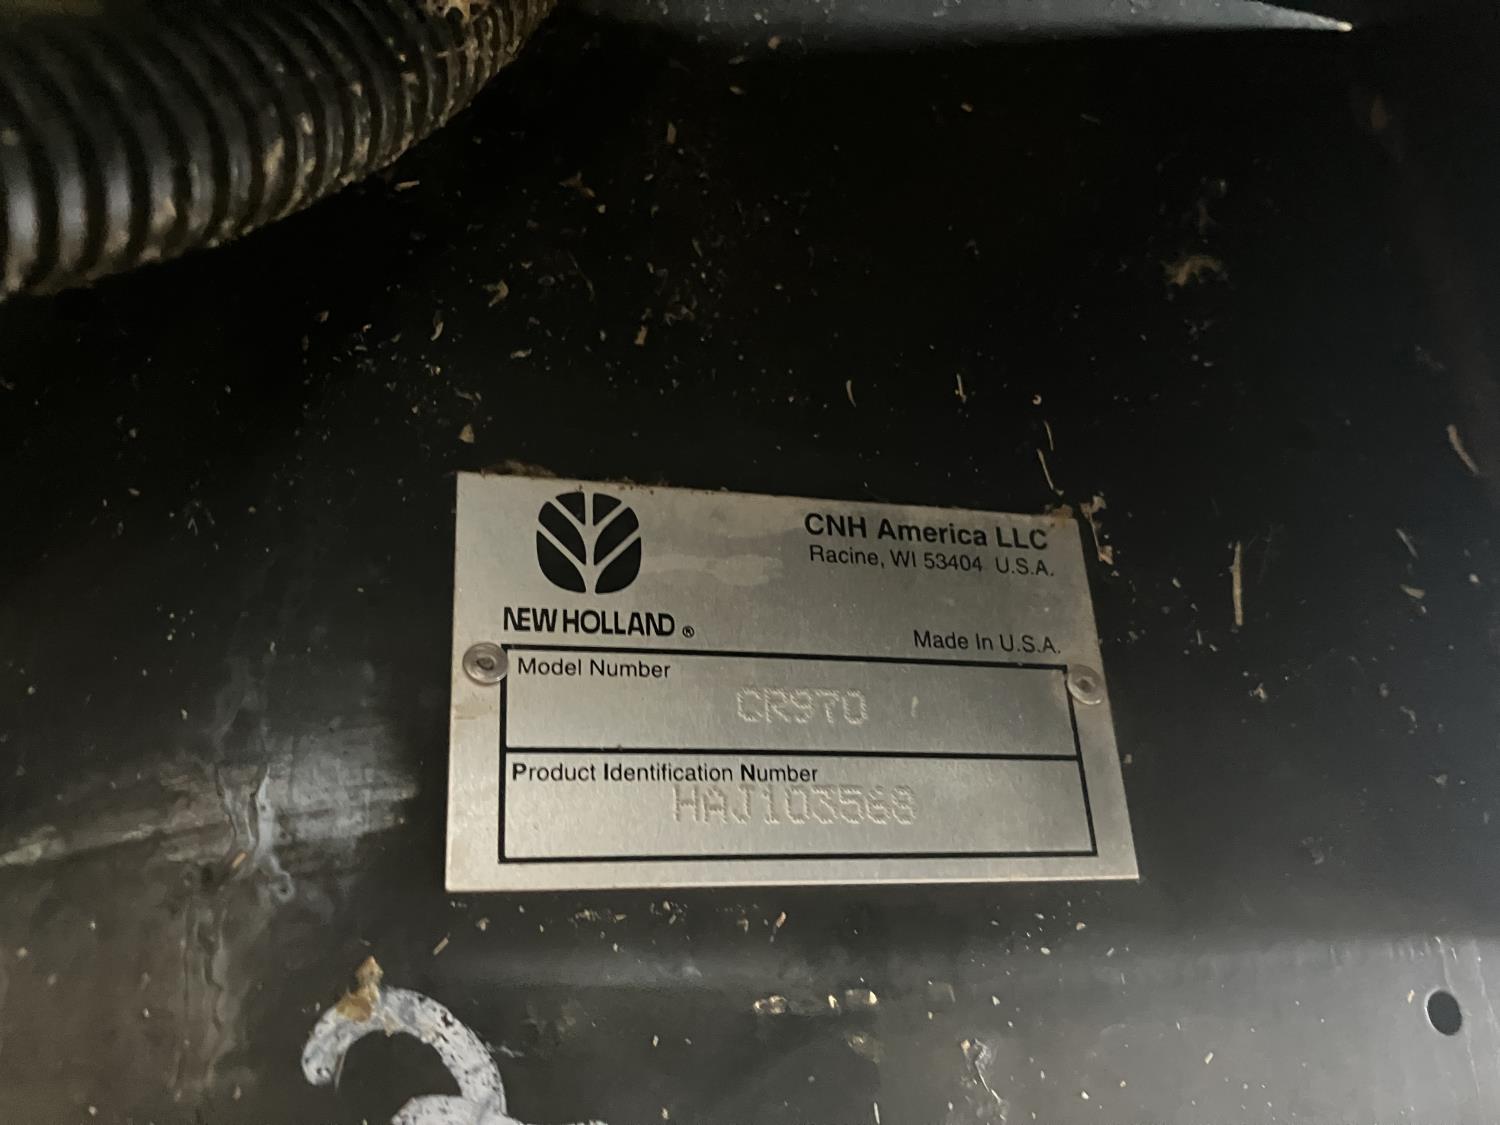 CNH America LLC
Racine, WI 53404 U.S.A.
NEW HOLLAND ®
Made In U.S.A.
Model Number
CR970
Product Identification Number
HAJ103568